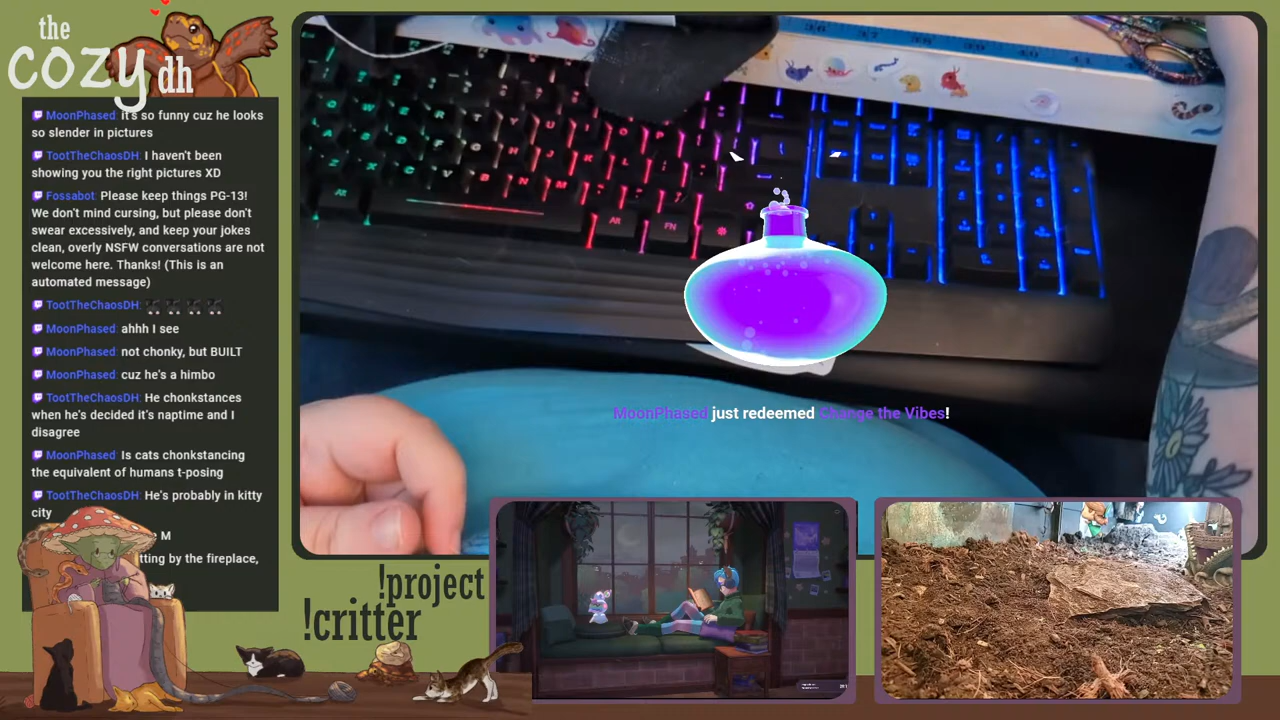 the
cozy dh
MoonPhased: it's so funny cuz he looks
so slender in pictures
TootTheChaosDH: I haven't been
showing you the right pictures XD
Fossabot: Please keep things PG-13!
We don't mind cursing, but please don't
swear excessively, and keep your jokes
clean, overly NSFW conversations are not
welcome here. Thanks! (This is an
automated message)
TootTheChaosDH:
MoonPhased: ahhh I see
MoonPhased: not chonky, but BUILT
MoonPhased: cuz he's a himbo
TootTheChaosDH: He chonkstances
when he's decided it's naptime and I
disagree
MoonPhased: Is cats chonkstancing
the equivalent of humans t-posing
TootTheChaosDH: He's probably in kitty
city
M
tting by the fireplace,
MoonPhased just redeemed Change the Vibes!
!project
!critter